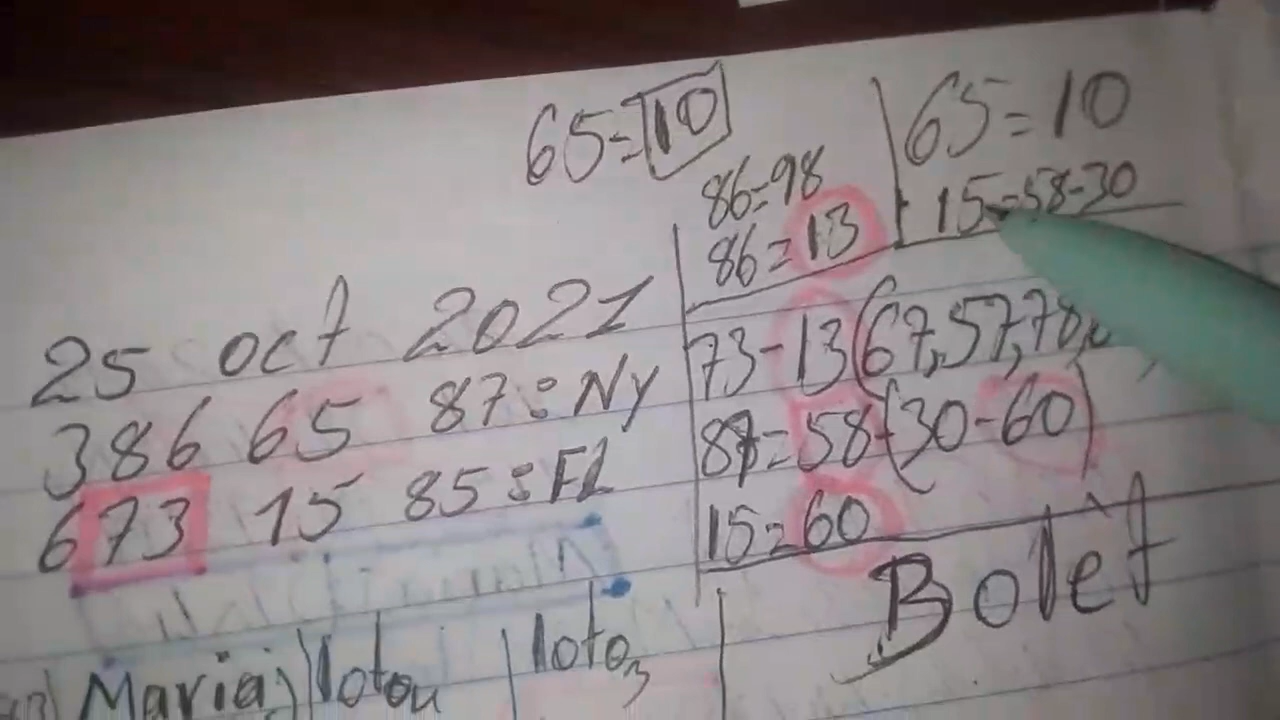 65=10
86=98
86=13
65=10
15=58-30
25 oct 2021
386 65 87:NY
673 15 85:FL
73-13(67,57,78,
87=58-(30-60)
15=60
Bolet
Mariaj loto4 loto3